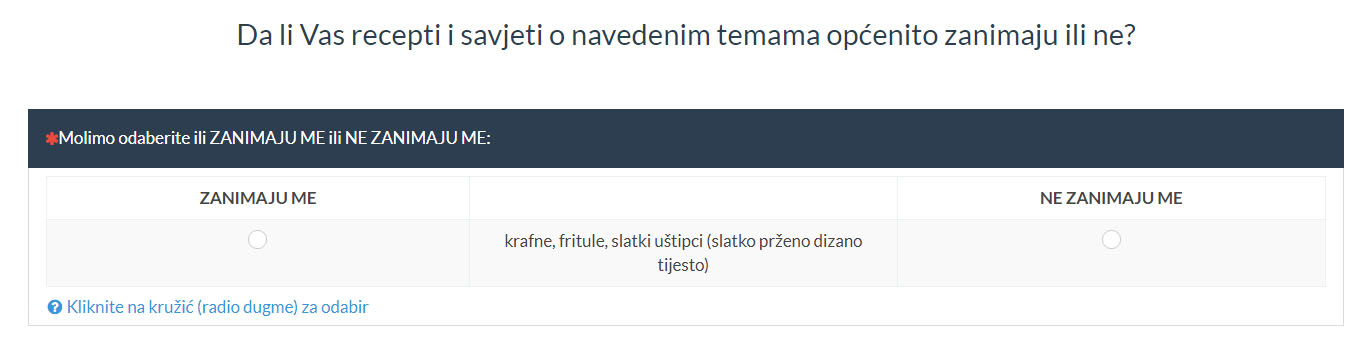 Da li Vas recepti i savjeti o navedenim temama općenito zanimaju ili ne?
✱Molimo odaberite ili ZANIMAJU ME ili NE ZANIMAJU ME:
ZANIMAJU ME
NE ZANIMAJU ME
krafne, fritule, slatki uštipci (slatko prženo dizano
tijesto)
? Kliknite na kružić (radio dugme) za odabir